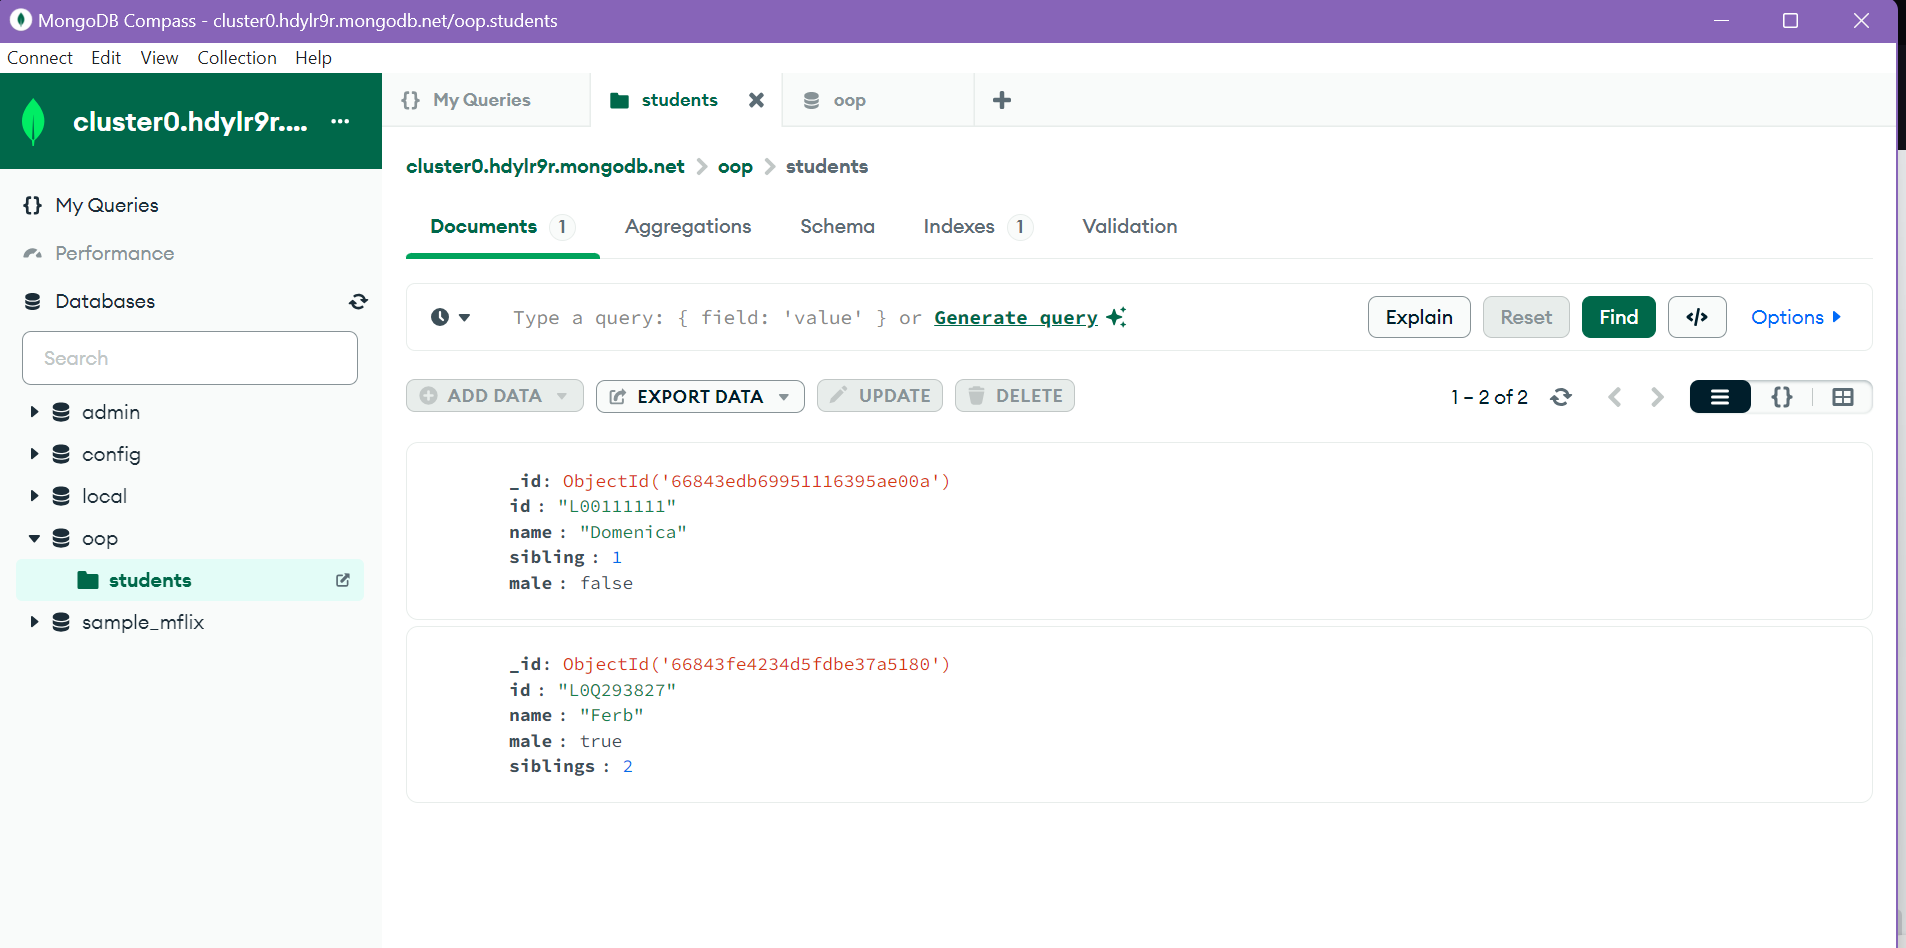 MongoDB Compass - cluster0.hdylr9r.mongodb.net/oop.students
Connect Edit View Collection Help
cluster0.hdylr9r.... ...
{} My Queries
Performance
Databases
Search
admin
config
local
oop
students
sample_mflix
{} My Queries
students
oop
cluster0.hdylr9r.mongodb.net > oop > students
Documents 1 Aggregations Schema Indexes 1 Validation
Type a query: { field: 'value' } or Generate query
Explain Reset Find </> Options
ADD DATA EXPORT DATA UPDATE DELETE 1 – 2 of 2 {}
_id: ObjectId('66843edb69951116395ae00a')
id : "L00111111"
name : "Domenica"
sibling : 1
male : false
_id: ObjectId('66843fe4234d5fdbe37a5180')
id : "L0Q293827"
name : "Ferb"
male : true
siblings : 2